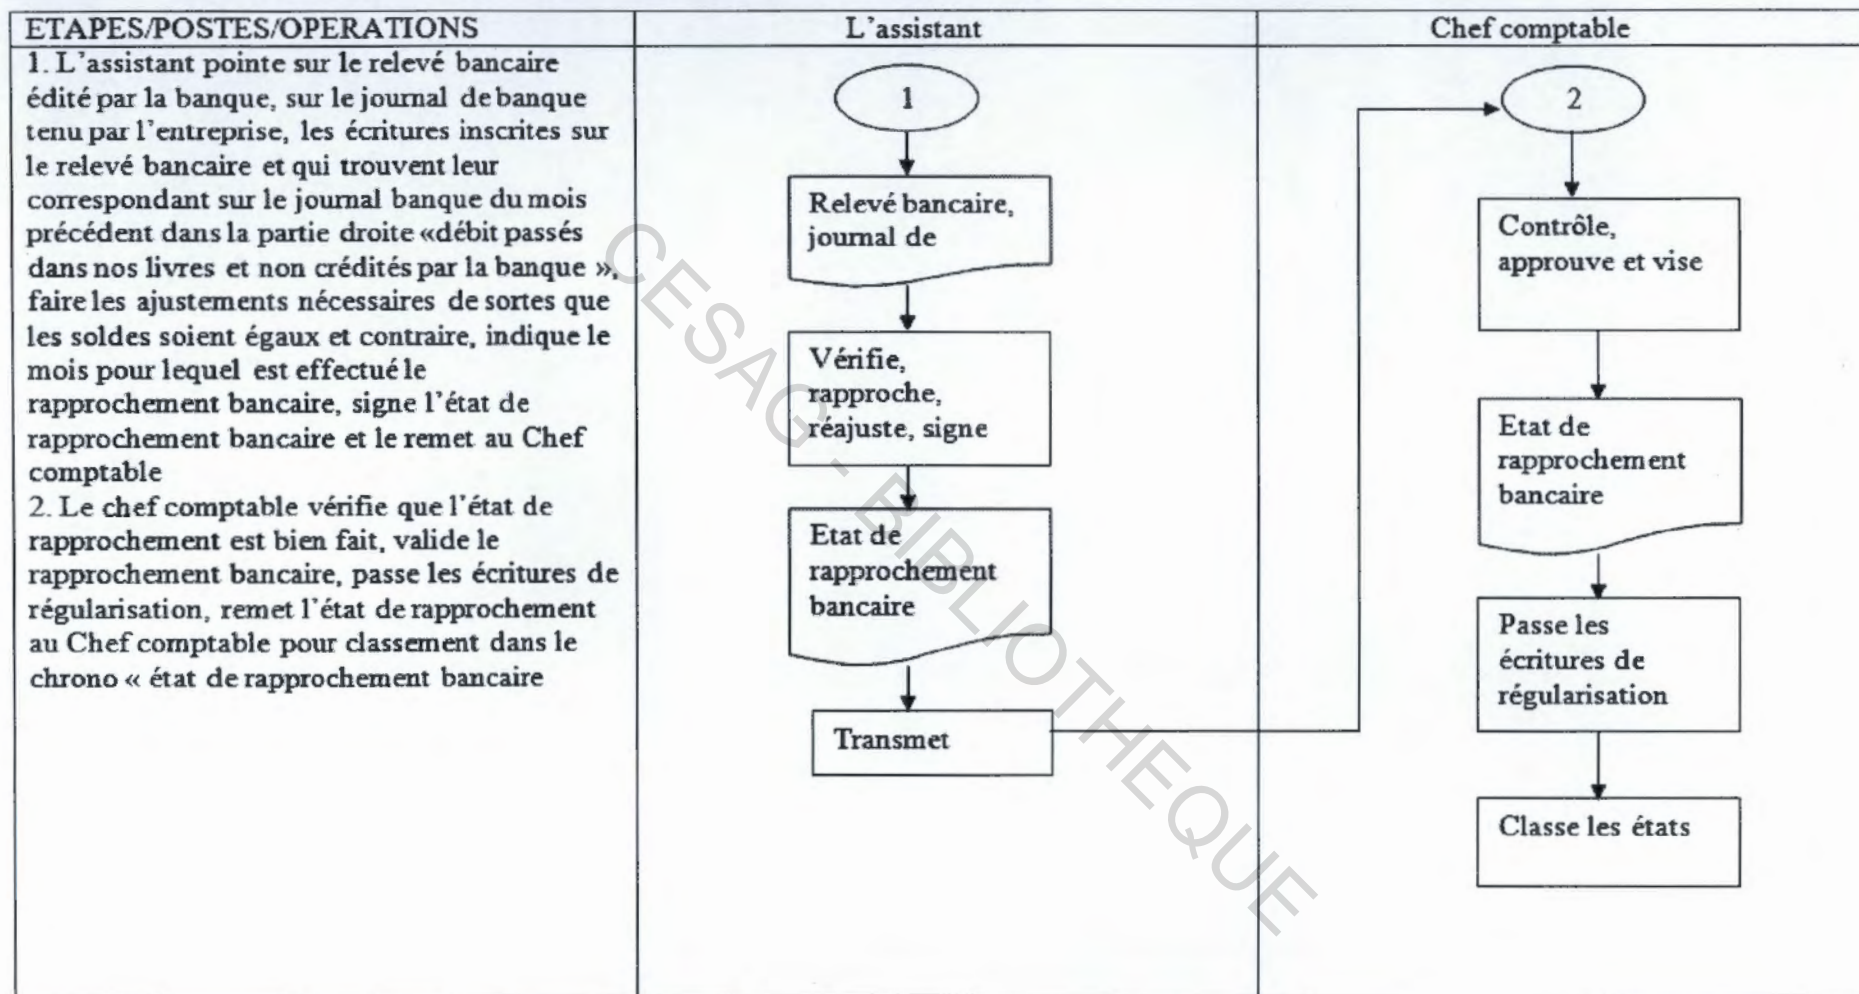 ETAPES/POSTES/OPERATIONS
1. L'assistant pointe sur le relevé bancaire
édité par la banque, sur le journal de banque
tenu par l'entreprise, les écritures inscrites sur
le relevé bancaire et qui trouvent leur
correspondant sur le journal banque du mois
précédent dans la partie droite «débit passés
dans nos livres et non crédités par la banque »,
faire les ajustements nécessaires de sortes que
les soldes soient égaux et contraire, indique le
mois pour lequel est effectué le
rapprochement bancaire, signe l'état de
rapprochement bancaire et le remet au Chef
comptable
2. Le chef comptable vérifie que l'état de
rapprochement est bien fait, valide le
rapprochement bancaire, passe les écritures de
régularisation, remet l'état de rapprochement
au Chef comptable pour classement dans le
chrono « état de rapprochement bancaire
L'assistant
1
Relevé bancaire,
journal de
Vérifie,
rapproche,
réajuste, signe
Etat de
rapprochement
bancaire
Transmet
Chef comptable
2
Contrôle,
approuve et vise
Etat de
rapprochement
bancaire
Passe les
écritures de
régularisation
Classe les états
CESAG - BIBLIOTHEQUE